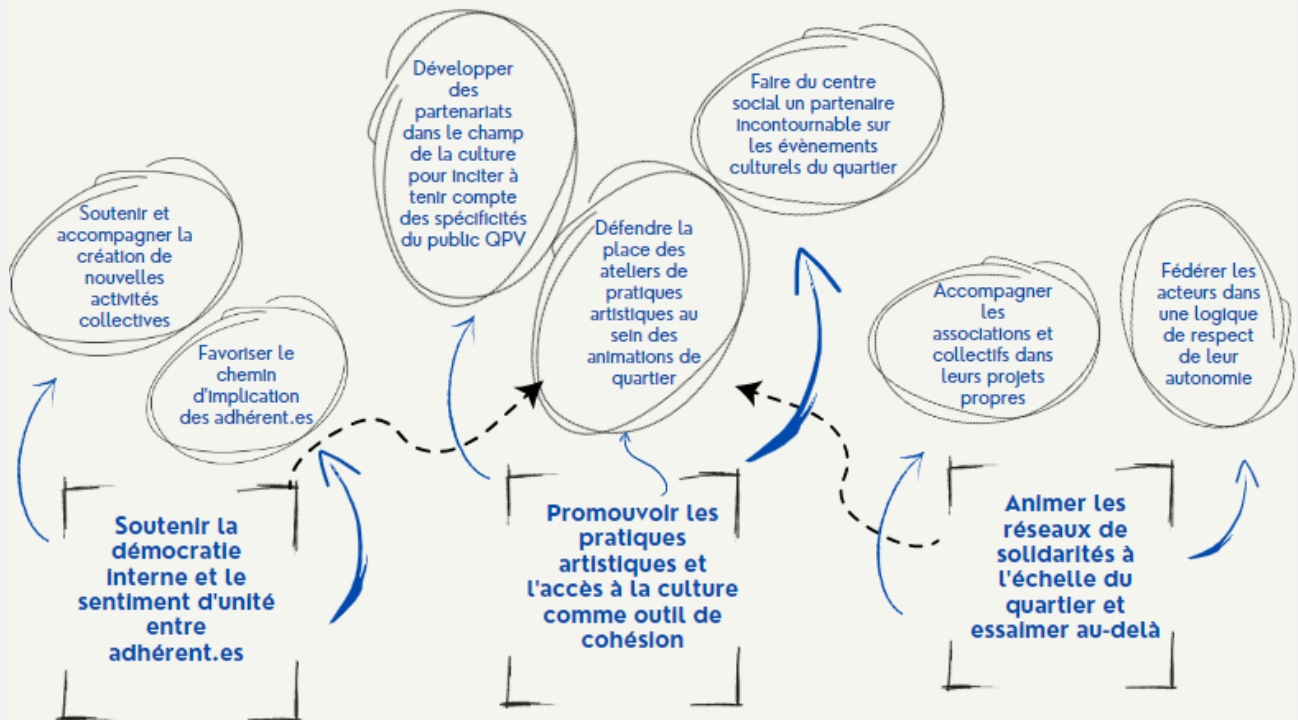 Développer
des
partenariats
dans le champ
de la culture
pour inciter à
tenir compte
des spécificités
du public QPV
Faire du centre
social un partenaire
incontournable sur
les évènements
culturels du quartier
Soutenir et
accompagner la
création de
nouvelles
activités
collectives
Défendre la
place des
ateliers de
pratiques
artistiques au
sein des
animations de
quartier
Favoriser le
chemin
d'implication
des adhérent.es
Accompagner
les
associations et
collectifs dans
leurs projets
propres
Fédérer les
acteurs dans
une logique
de respect
de leur
autonomie
Soutenir la
démocratie
interne et le
sentiment d'unité
entre
adhérent.es
Promouvoir les
pratiques
artistiques et
l'accès à la culture
comme outil de
cohésion
Animer les
réseaux de
solidarités à
l'échelle du
quartier et
essaimer au-delà